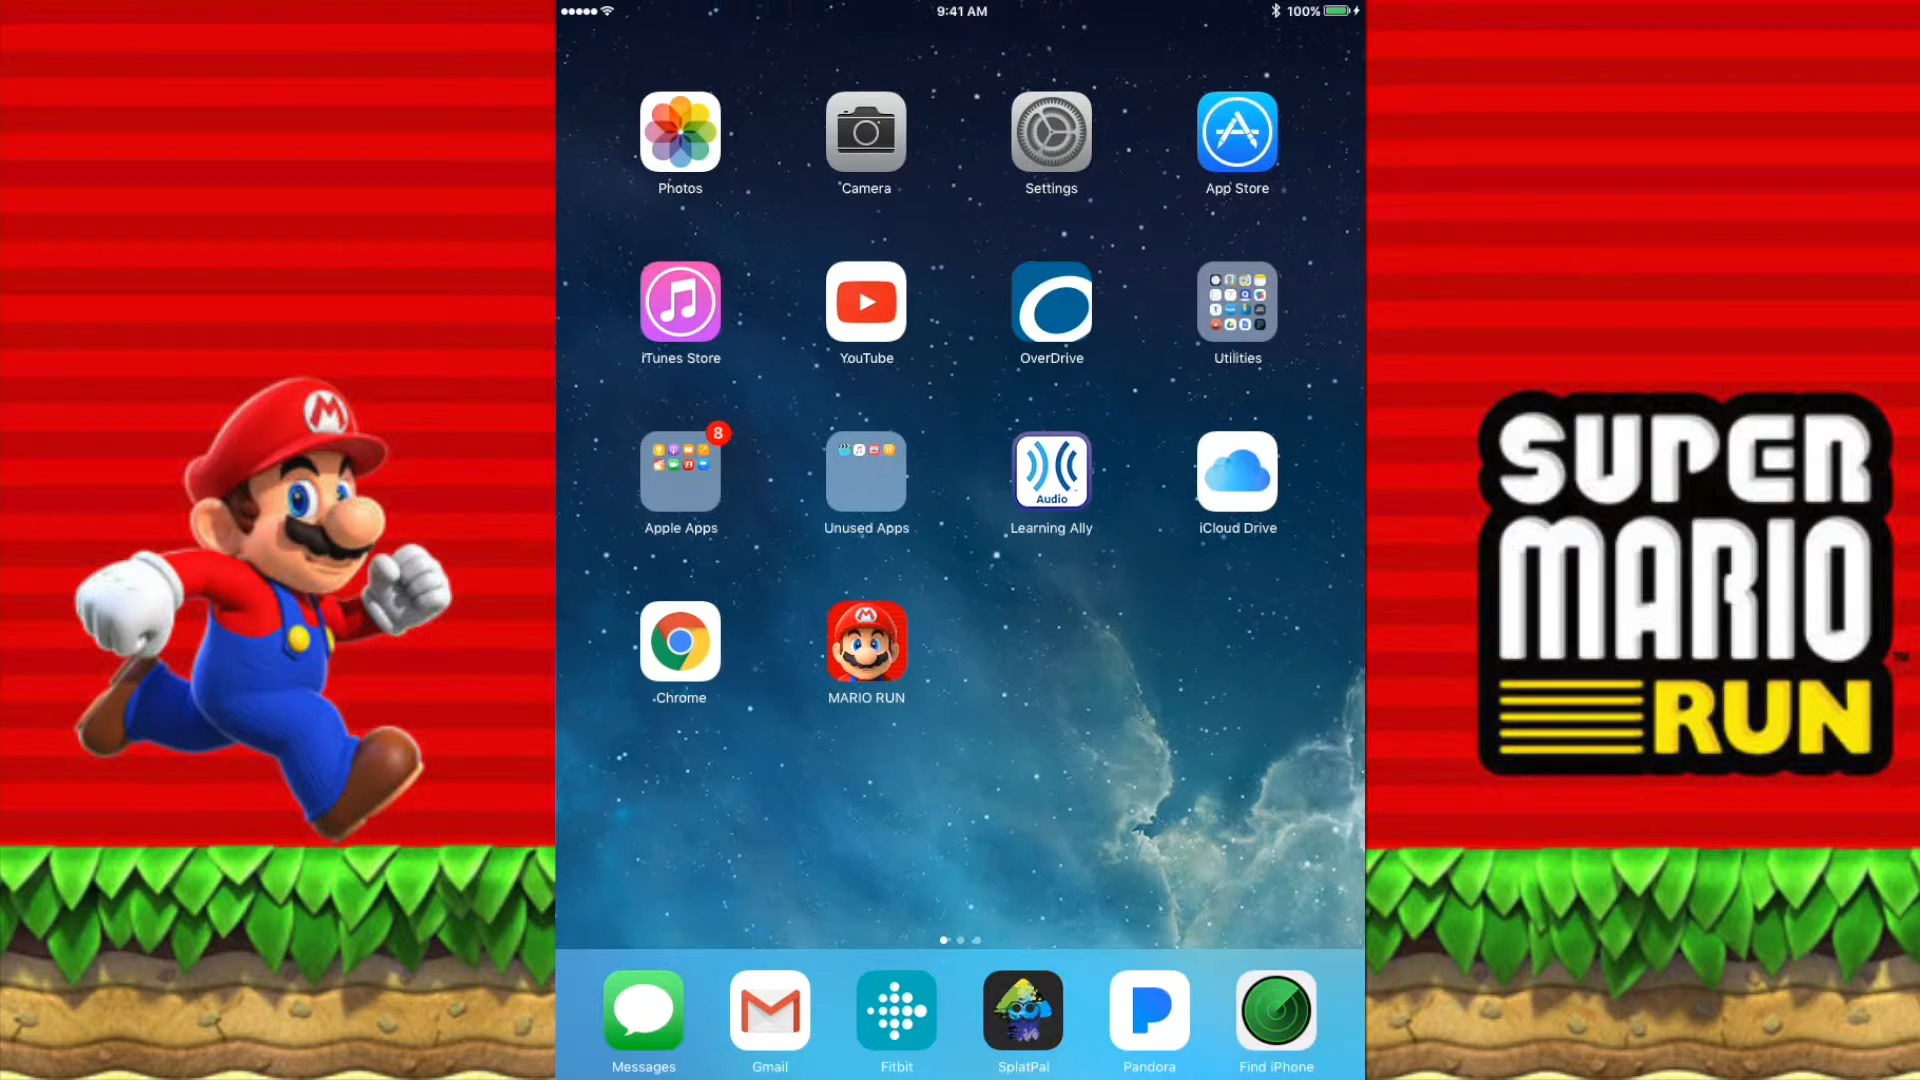 9:41 AM
100%
Photos
Camera
Settings
App Store
iTunes Store
YouTube
OverDrive
Utilities
8
Audio
Apple Apps
Unused Apps
Learning Ally
iCloud Drive
M
Chrome
MARIO RUN
SUPER
MARIO
TM
RUN
M
Messages
Gmail
Fitbit
SplatPal
Pandora
Find iPhone